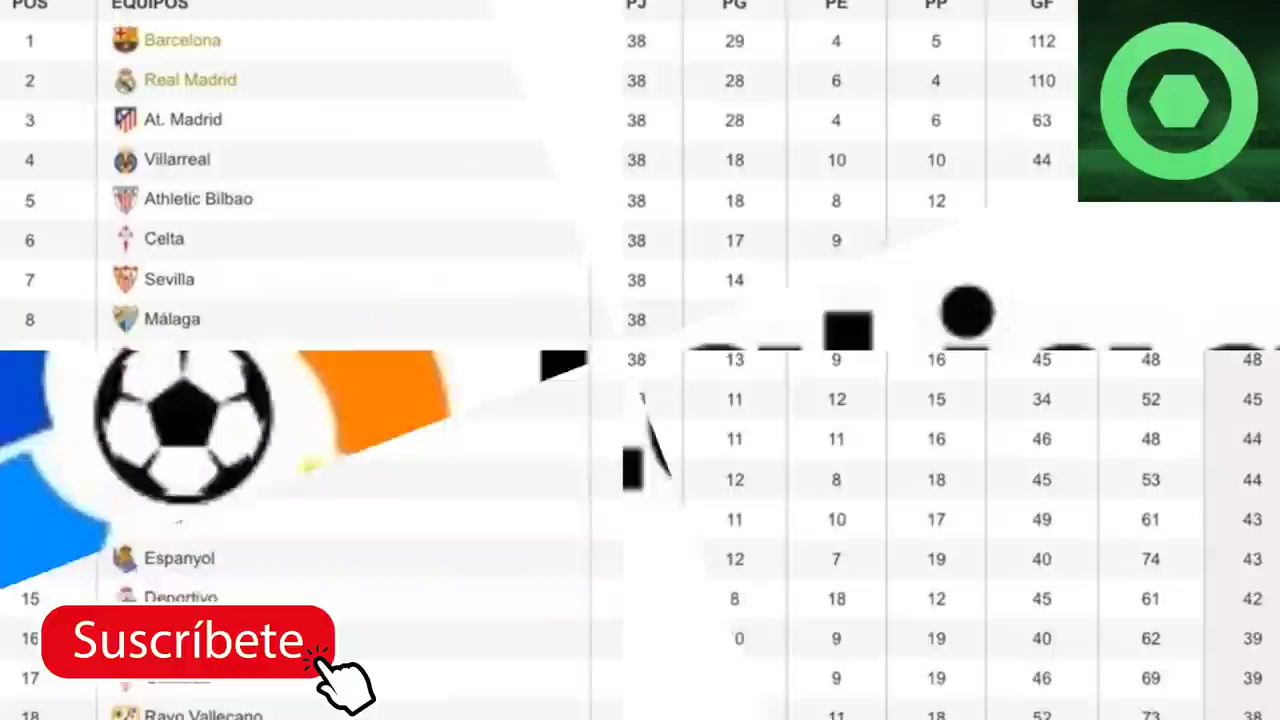 POS EQUIPOS PJ PG PE PP GF
1 Barcelona 38 29 4 5 112
2 Real Madrid 38 28 6 4 110
3 At. Madrid 38 28 4 6 63
4 Villarreal 38 18 10 10 44
5 Athletic Bilbao 38 18 8 12
6 Celta 38 17 9
7 Sevilla 38 14
8 Málaga 38
38 13 9 16 45 48 48
11 12 15 34 52 45
11 11 16 46 48 44
12 8 18 45 53 44
11 10 17 49 61 43
Espanyol 12 7 19 40 74 43
15 Deportivo 8 18 12 45 61 42
16 0 9 19 40 62 39
Suscríbete
17 9 19 46 69 39
18 Rayo Vallecano 11 18 52 73 38